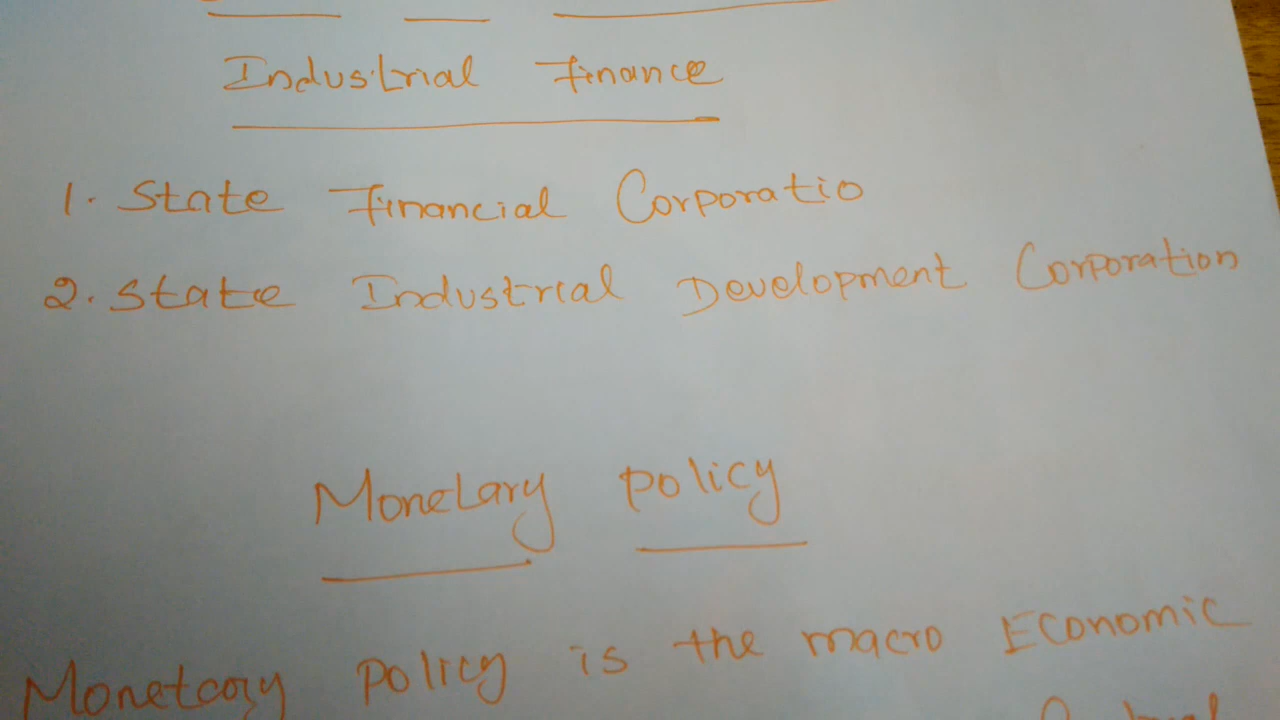 Industrial Finance
1. State Financial Corporatio
2. State Industrial Development Corporation
Monetary policy
Monetary policy is the macro Economic